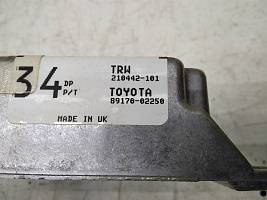 34 DP P/T
TRW
210442-101
TOYOTA
89170-02250
MADE IN UK